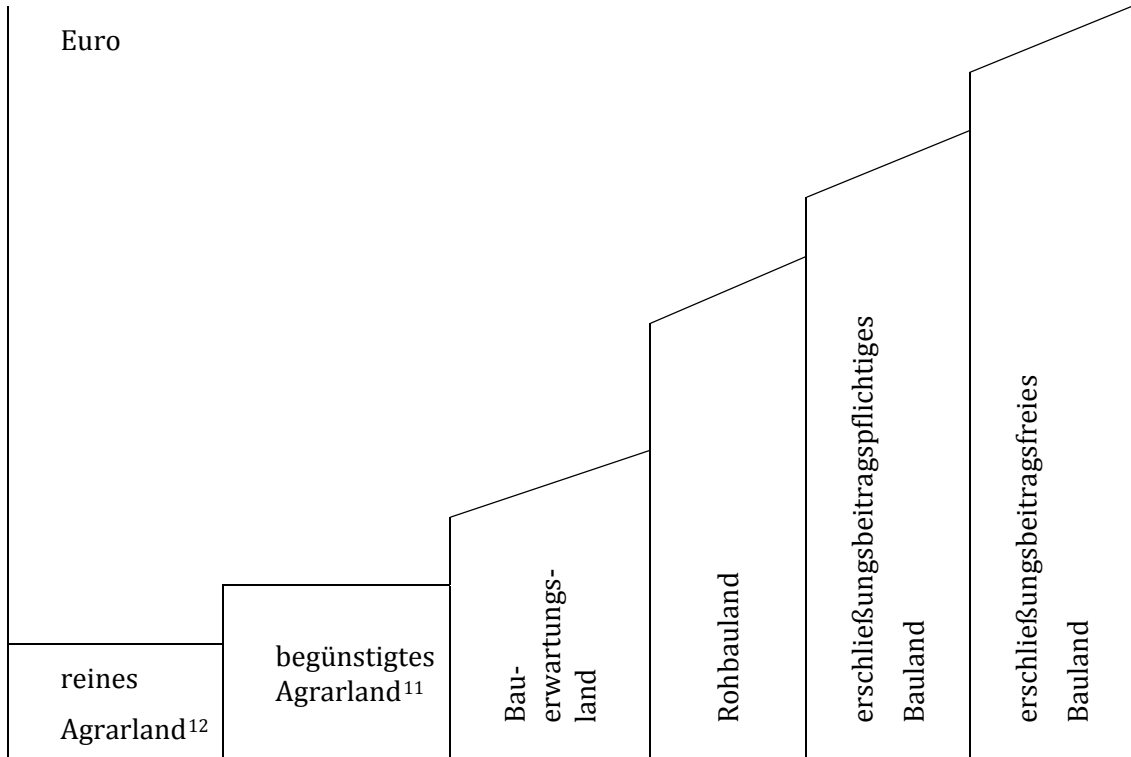 Euro
reines
Agrarland12
begünstigtes
Agrarland11
Bau-
erwartungs-
land
Rohbauland
erschließungsbeitragspflichtiges
Bauland
erschließungsbeitragsfreies
Bauland